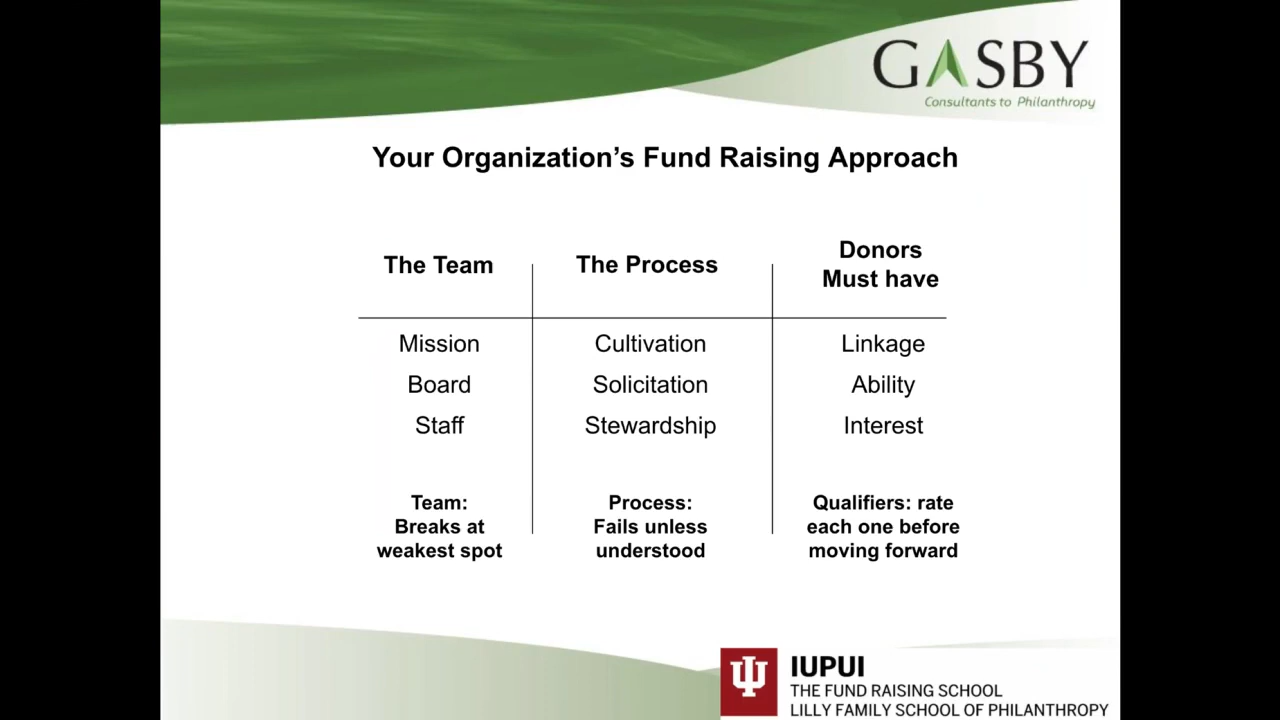 GASBY
Consultants to Philanthropy
Your Organization’s Fund Raising Approach
The Team
The Process
Donors
Must have
Mission
Cultivation
Linkage
Board
Solicitation
Ability
Staff
Stewardship
Interest
Team:
Breaks at
weakest spot
Process:
Fails unless
understood
Qualifiers: rate
each one before
moving forward
IUPUI
THE FUND RAISING SCHOOL
LILLY FAMILY SCHOOL OF PHILANTHROPY